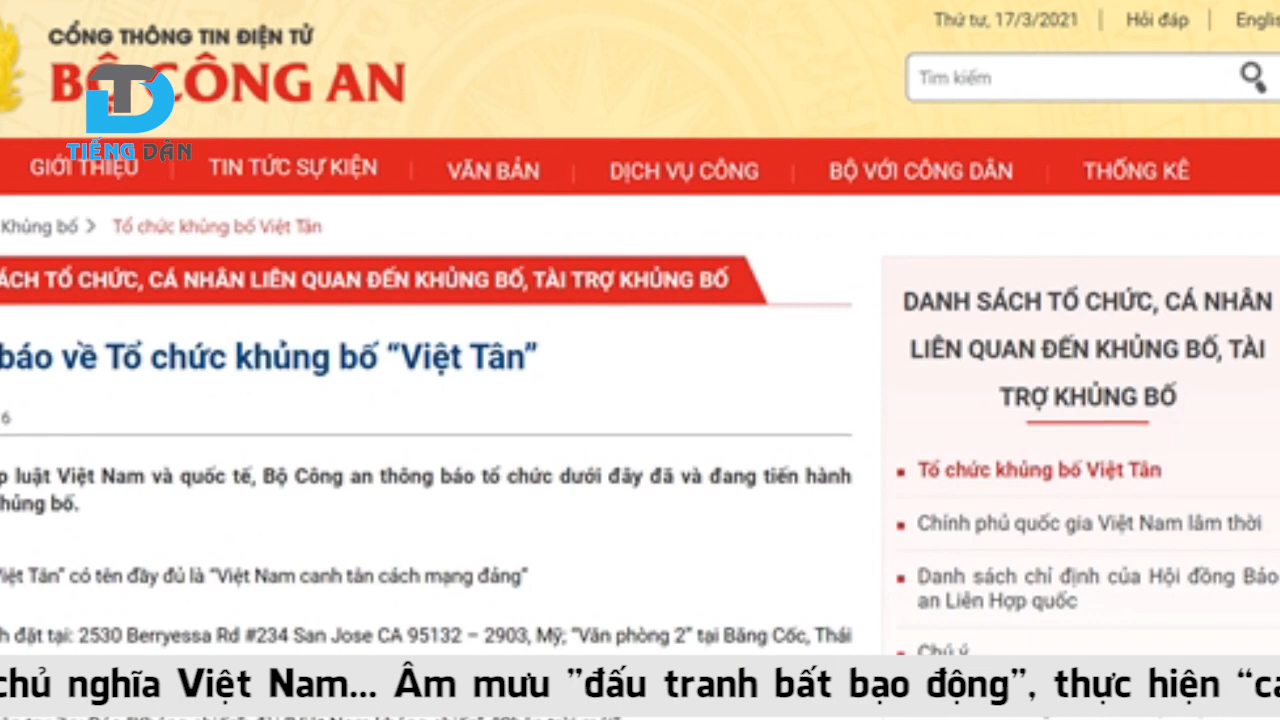 CỔNG THÔNG TIN ĐIỆN TỬ
BỘ CÔNG AN
TIẾNG DÂN
Thứ tư, 17/3/2021 | Hỏi đáp | Englis
Tìm kiếm
GIỚI THIỆU
TIN TỨC SỰ KIỆN
VĂN BẢN
DỊCH VỤ CÔNG
BỘ VỚI CÔNG DÂN
THỐNG KÊ
Khủng bố > Tổ chức khủng bố Việt Tân
ÁCH TỔ CHỨC, CÁ NHÂN LIÊN QUAN ĐẾN KHỦNG BỐ, TÀI TRỢ KHỦNG BỐ
báo về Tổ chức khủng bố “Việt Tân”
6
p luật Việt Nam và quốc tế, Bộ Công an thông báo tổ chức dưới đây đã và đang tiến hành
hủng bố.
Việt Tân” có tên đầy đủ là “Việt Nam canh tân cách mạng đảng”
h đặt tại: 2530 Berryessa Rd #234 San Jose CA 95132 – 2903, Mỹ; “Văn phòng 2” tại Băng Cốc, Thái
DANH SÁCH TỔ CHỨC, CÁ NHÂN
LIÊN QUAN ĐẾN KHỦNG BỐ, TÀI
TRỢ KHỦNG BỐ
Tổ chức khủng bố Việt Tân
Chính phủ quốc gia Việt Nam lâm thời
Danh sách chỉ định của Hội đồng Bảo
an Liên Hợp quốc
Chú ý
chủ nghĩa Việt Nam... Âm mưu ”đấu tranh bất bạo động”, thực hiện “cá